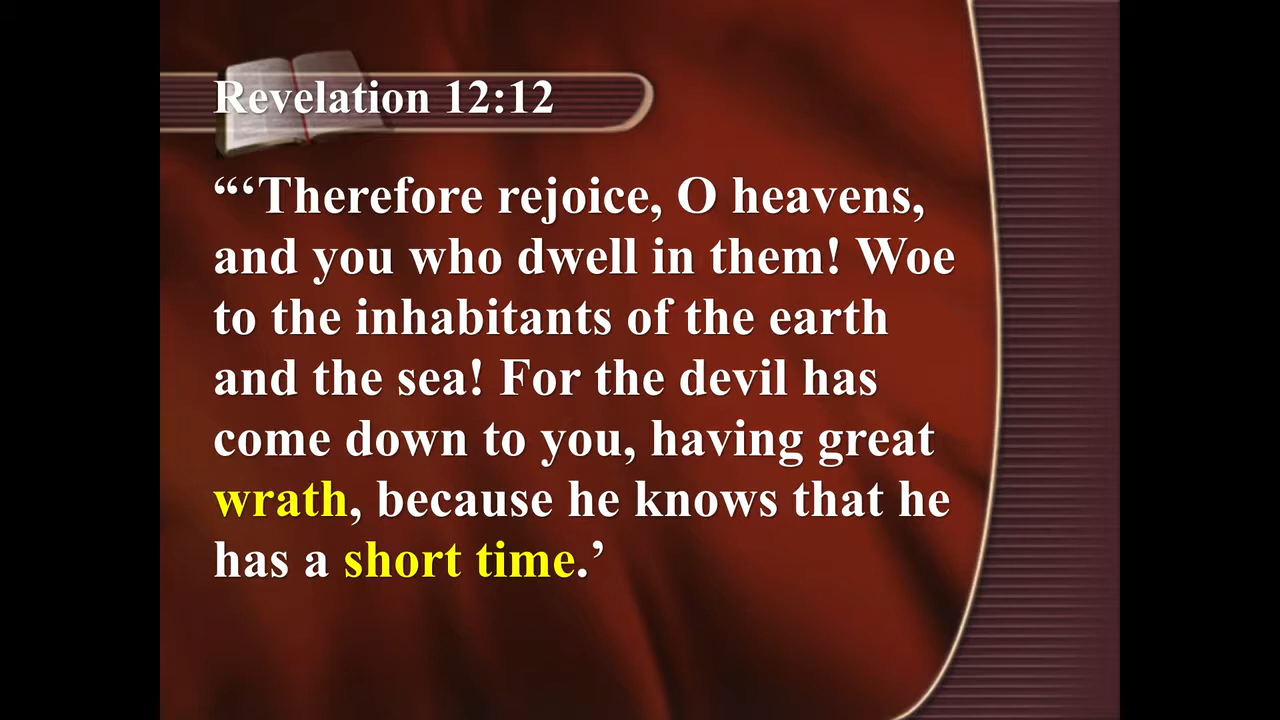 Revelation 12:12
“‘Therefore rejoice, O heavens,
and you who dwell in them! Woe
to the inhabitants of the earth
and the sea! For the devil has
come down to you, having great
wrath, because he knows that he
has a short time.’